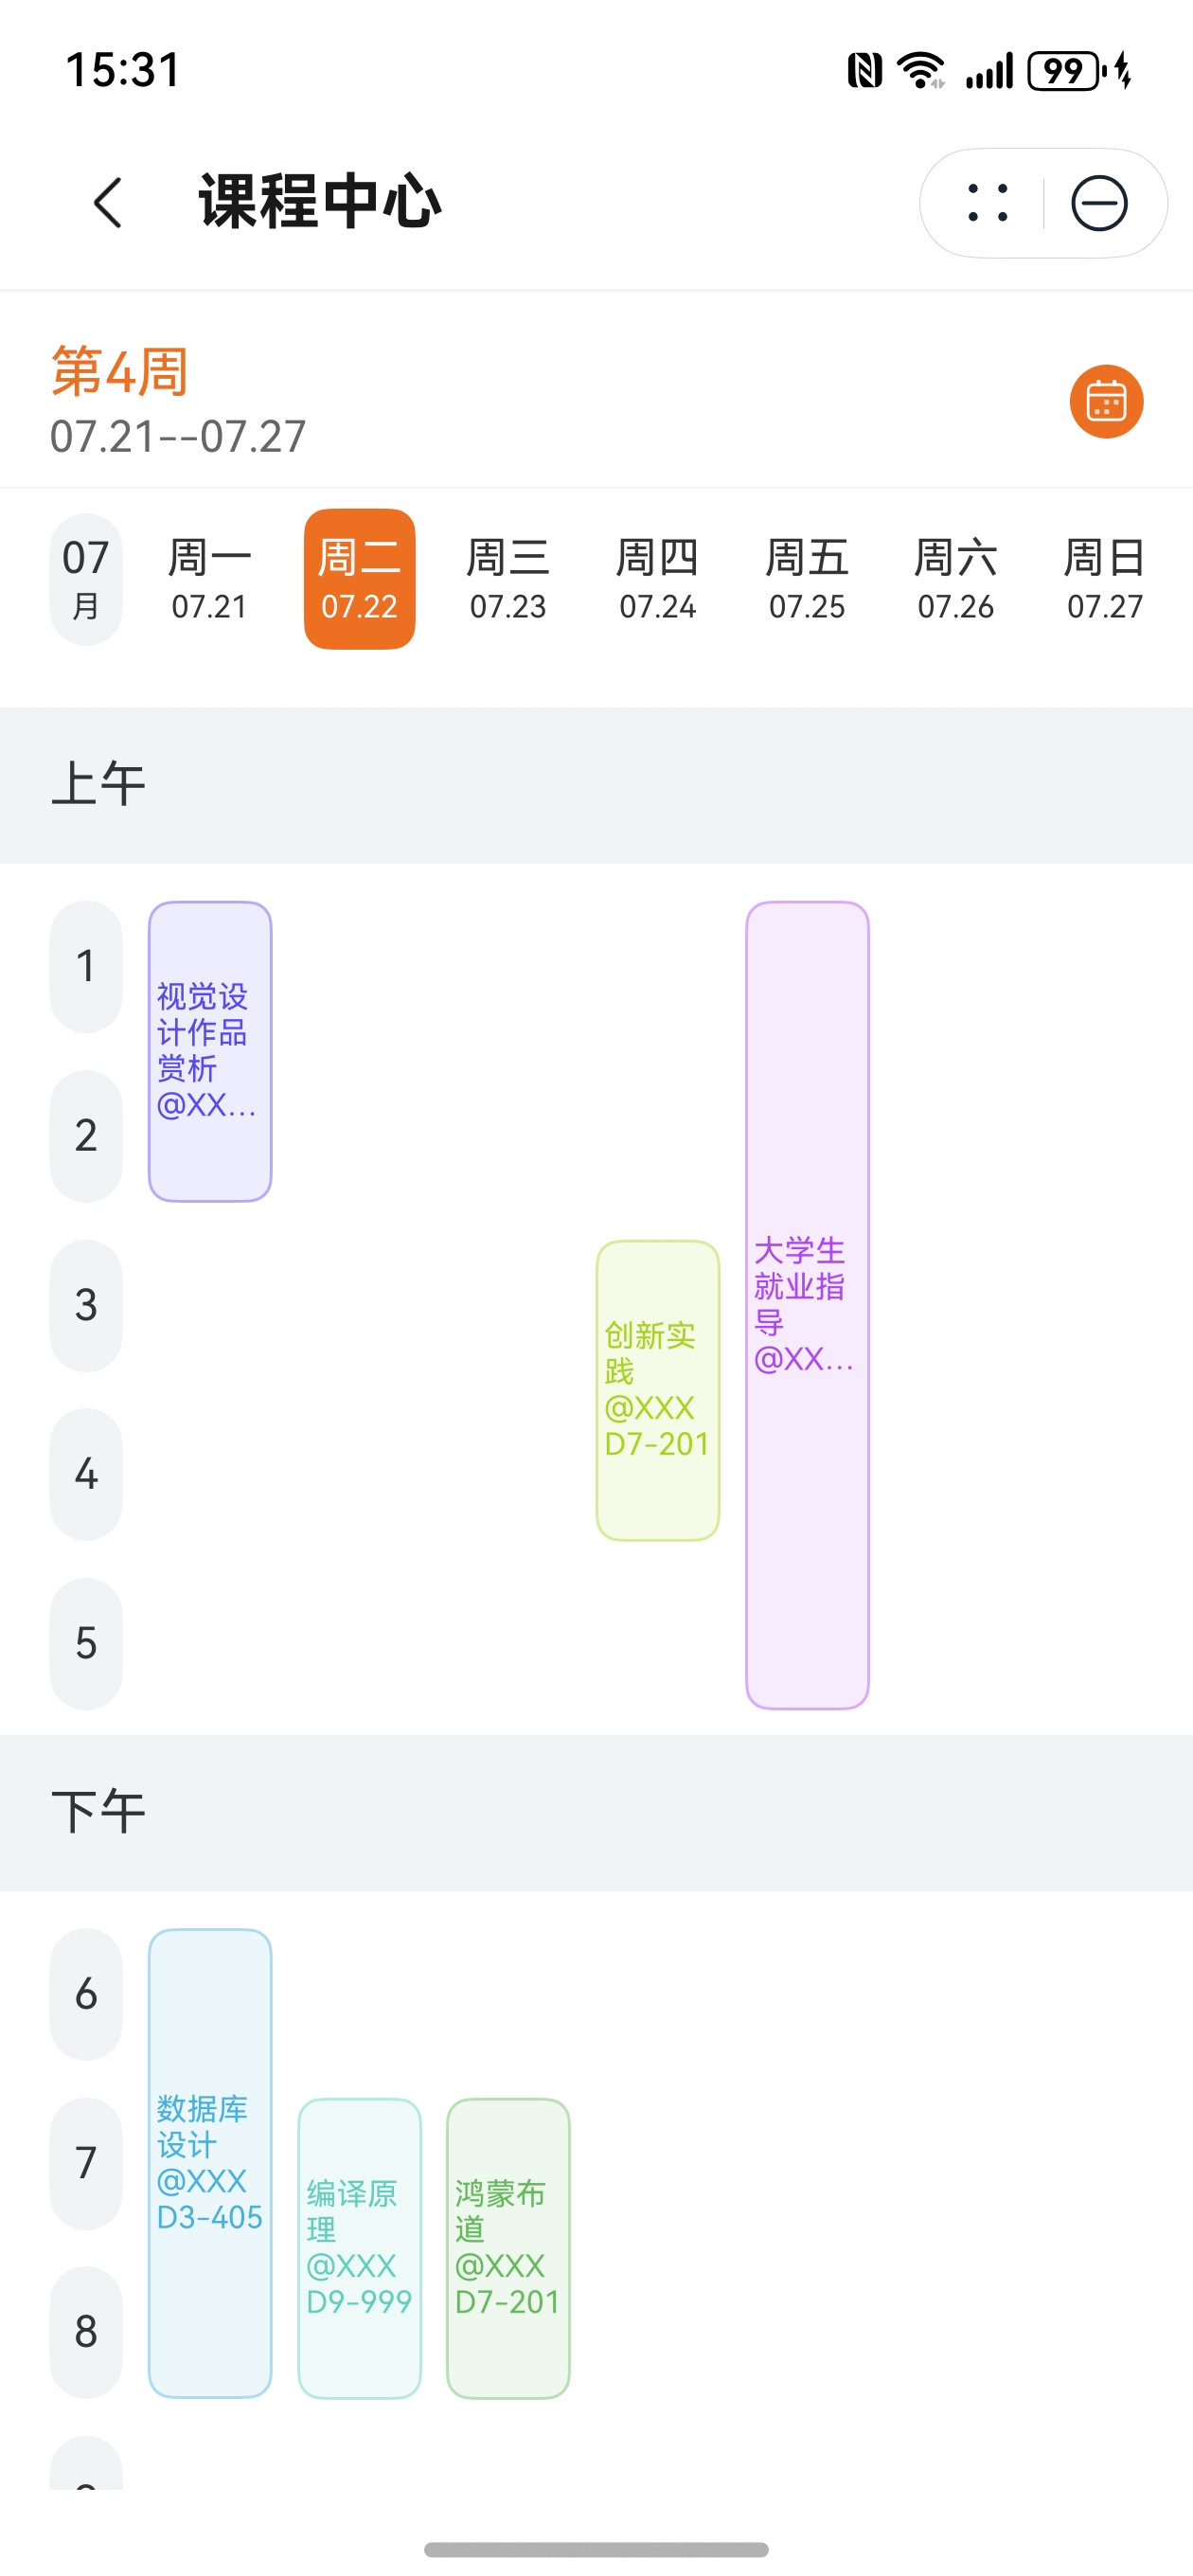 15:31
99
课程中心
第4周
07.21--07.27
07
月
周一
07.21
周二
07.22
周三
07.23
周四
07.24
周五
07.25
周六
07.26
周日
07.27
上午
1
2
3
4
5
视觉设
计作品
赏析
@XX...
创新实
践
@XXX
D7-201
大学生
就业指
导
@XX...
下午
6
7
8
数据库
设计
@XXX
D3-405
编译原
理
@XXX
D9-999
鸿蒙布
道
@XXX
D7-201